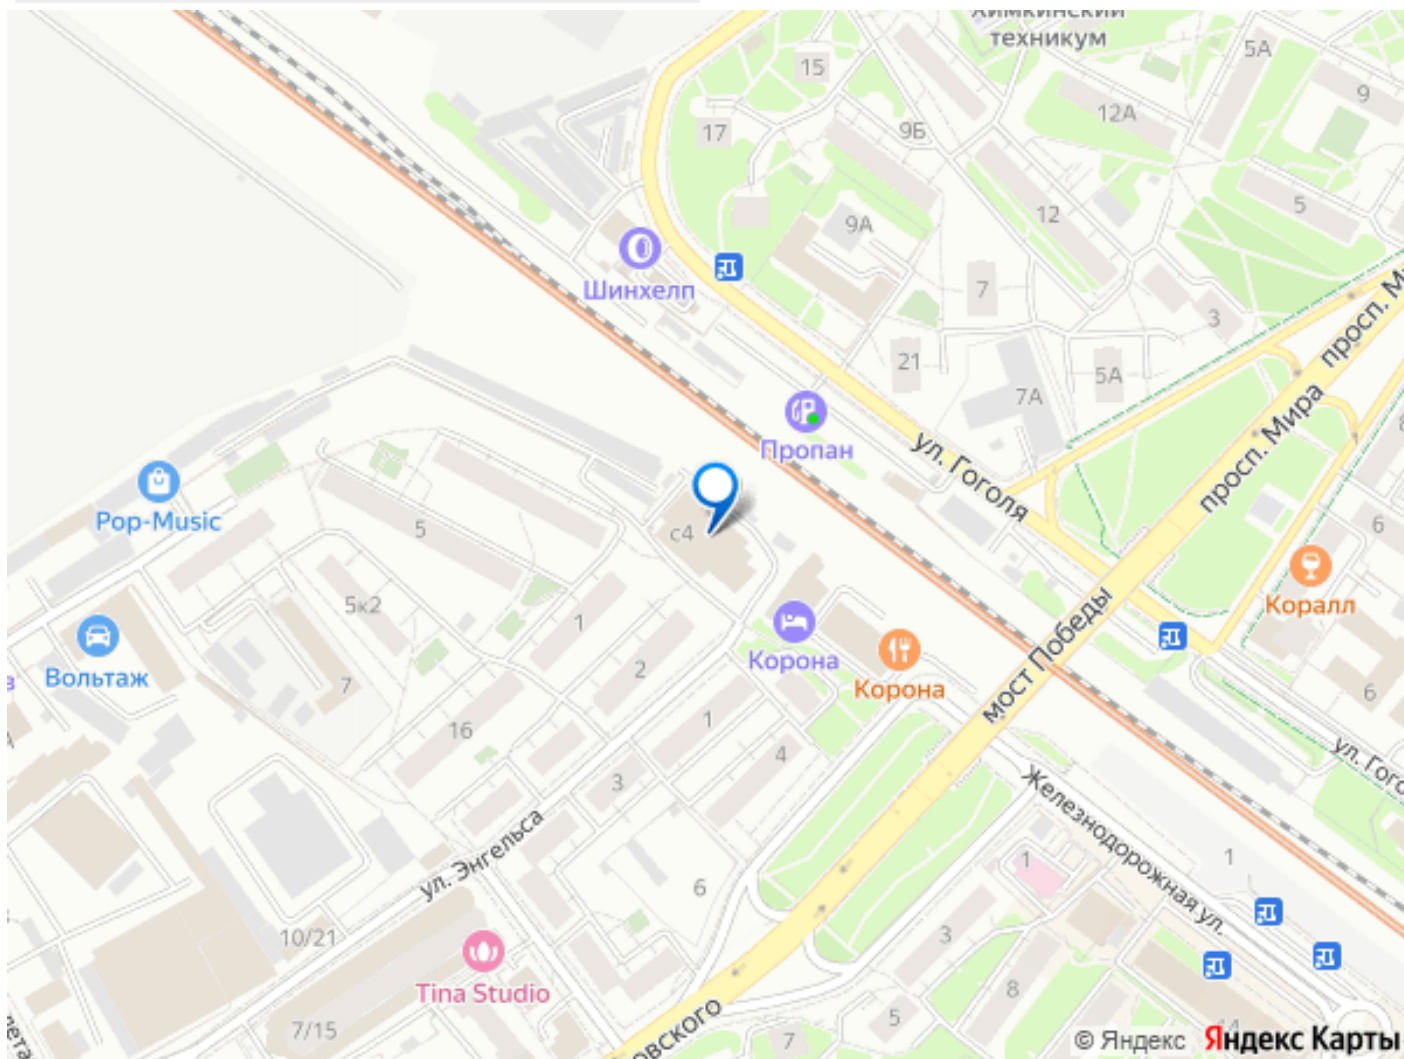 Химкинский
техникум
5А
15
9
12А
9Б
17
5
12
9А
просп. М
Шинхелп
7
3
21
5А
7А
просп. Мира
Пропан
ул. Гоголя
Pop-Music
5
с4
6
Коралл
5к2
1
мост Победы
Корона
Вольтаж
2
Корона
7
6
1
16
4
ул. Гого
3
Железнодорожная ул.
ул. Энгельса
1
1
6
10/21
3
Tina Studio
8
7/15
5
7
вского
© Яндекс Яндекс Карты